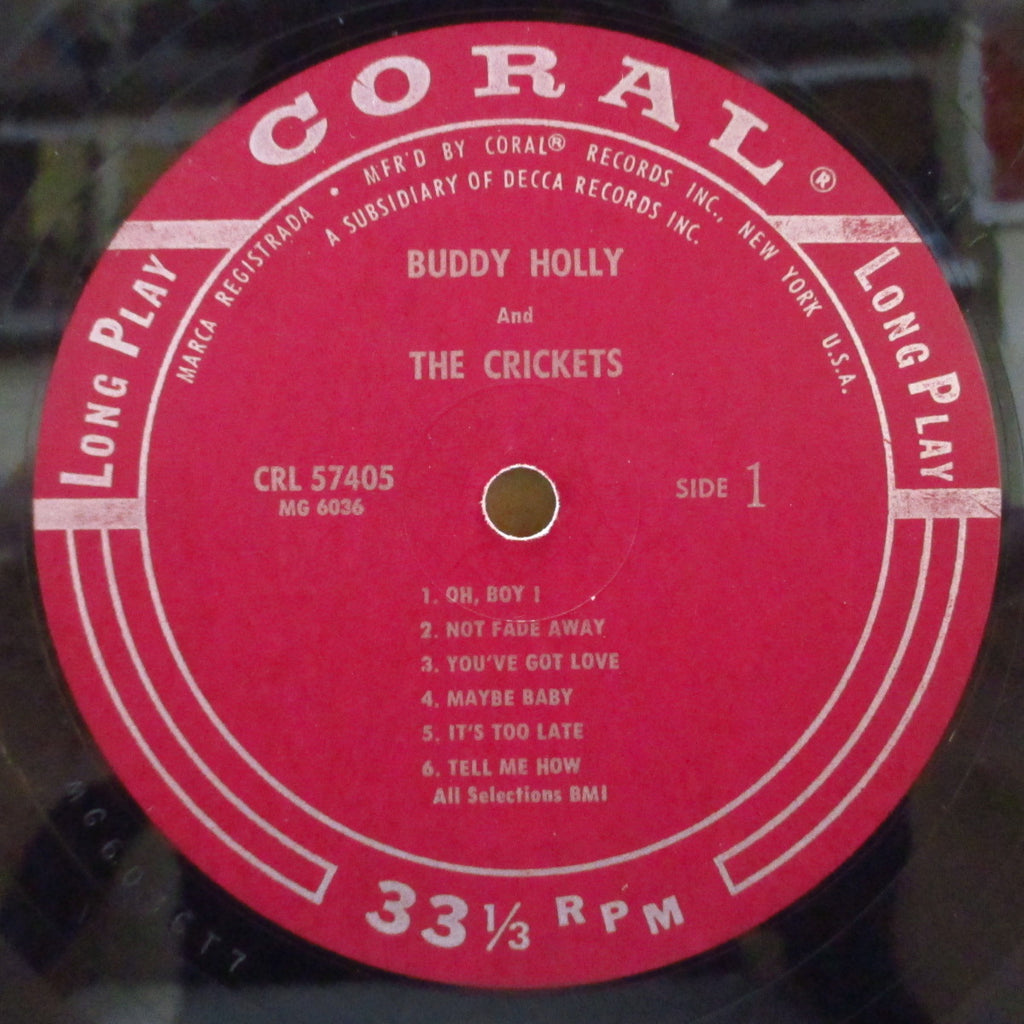 CORAL®
MARCA REGISTRADA • MFR'D BY CORAL® RECORDS INC., NEW YORK U.S.A.
A SUBSIDIARY OF DECCA RECORDS INC.
LONG PLAY
LONG PLAY
BUDDY HOLLY
And
THE CRICKETS
CRL 57405
MG 6036
SIDE 1
1. OH, BOY !
2. NOT FADE AWAY
3. YOU'VE GOT LOVE
4. MAYBE BABY
5. IT'S TOO LATE
6. TELL ME HOW
All Selections BMI
33 1/3 RPM